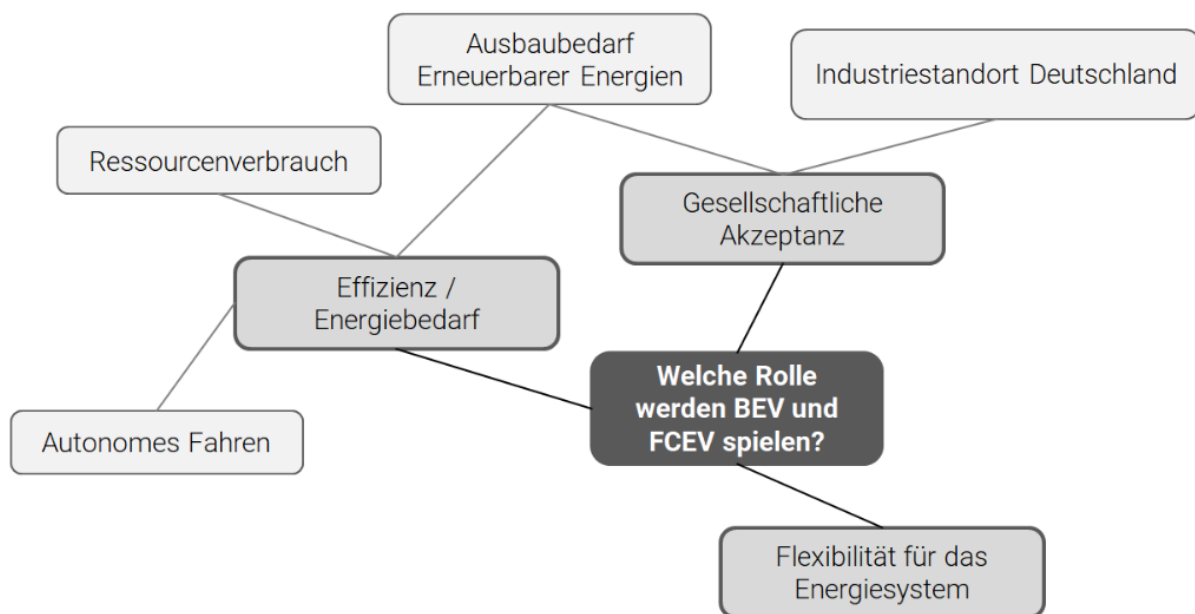 Ausbaubedarf
Erneuerbarer Energien
Industriestandort Deutschland
Ressourcenverbrauch
Gesellschaftliche
Akzeptanz
Effizienz /
Energiebedarf
Welche Rolle
werden BEV und
FCEV spielen?
Autonomes Fahren
Flexibilität für das
Energiesystem